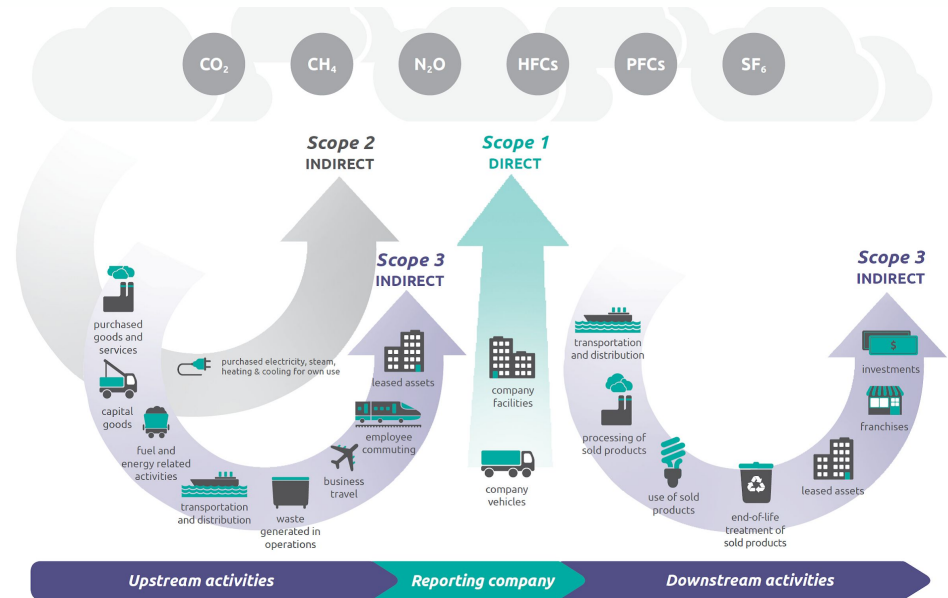 CO₂
CH₄
N₂O
HFCs
PFCs
SF₆
Scope 2
INDIRECT
Scope 1
DIRECT
Scope 3
INDIRECT
Scope 3
INDIRECT
purchased
goods and
services
capital
goods
fuel and
energy related
activities
transportation
and distribution
waste
generated in
operations
business
travel
employee
commuting
leased assets
purchased electricity, steam,
heating & cooling for own use
company
facilities
company
vehicles
transportation
and distribution
processing of
sold products
use of sold
products
end-of-life
treatment of
sold products
leased assets
franchises
$
investments
Upstream activities
Reporting company
Downstream activities